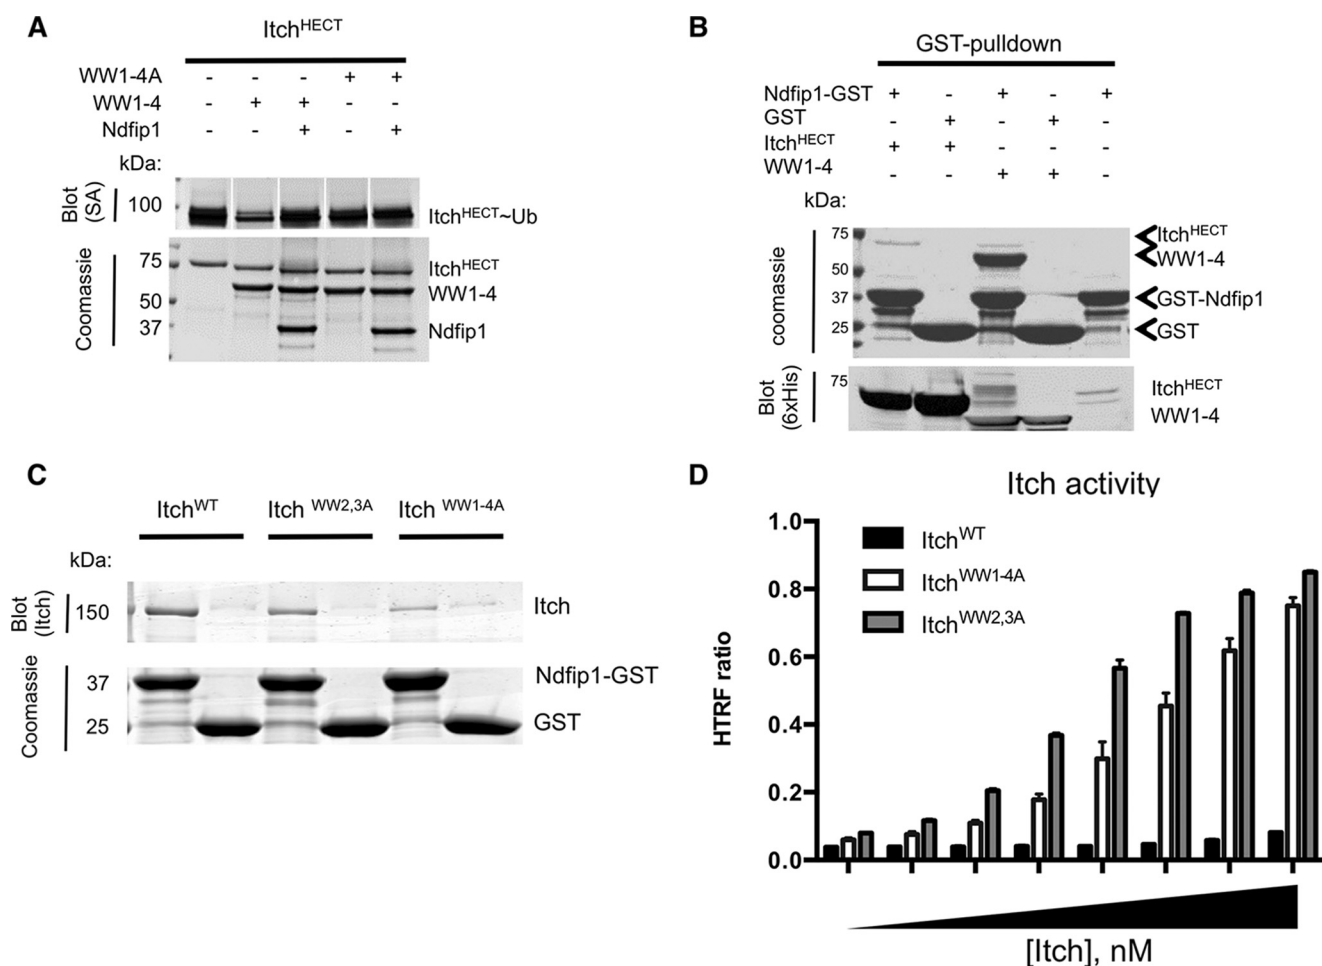 A
Itch^HECT
WW1-4A - - - + +
WW1-4 - + + - -
Ndfip1 - - + - +
kDa:
Blot (SA)
100
Itch^HECT~Ub
Coomassie
75
50
37
Itch^HECT
WW1-4
Ndfip1
B
GST-pulldown
Ndfip1-GST + - + - +
GST - + - + -
Itch^HECT + + - - -
WW1-4 - - + + -
kDa:
coomassie
75
50
37
25
Itch^HECT
WW1-4
GST-Ndfip1
GST
Blot (6xHis)
75
Itch^HECT
WW1-4
C
Itch^WT Itch ^WW2,3A Itch ^WW1-4A
kDa:
Blot (Itch)
150
Itch
Coomassie
37
25
Ndfip1-GST
GST
D
Itch activity
Itch^WT
Itch^WW1-4A
Itch^WW2,3A
HTRF ratio
1.0
0.8
0.6
0.4
0.2
0.0
[Itch], nM